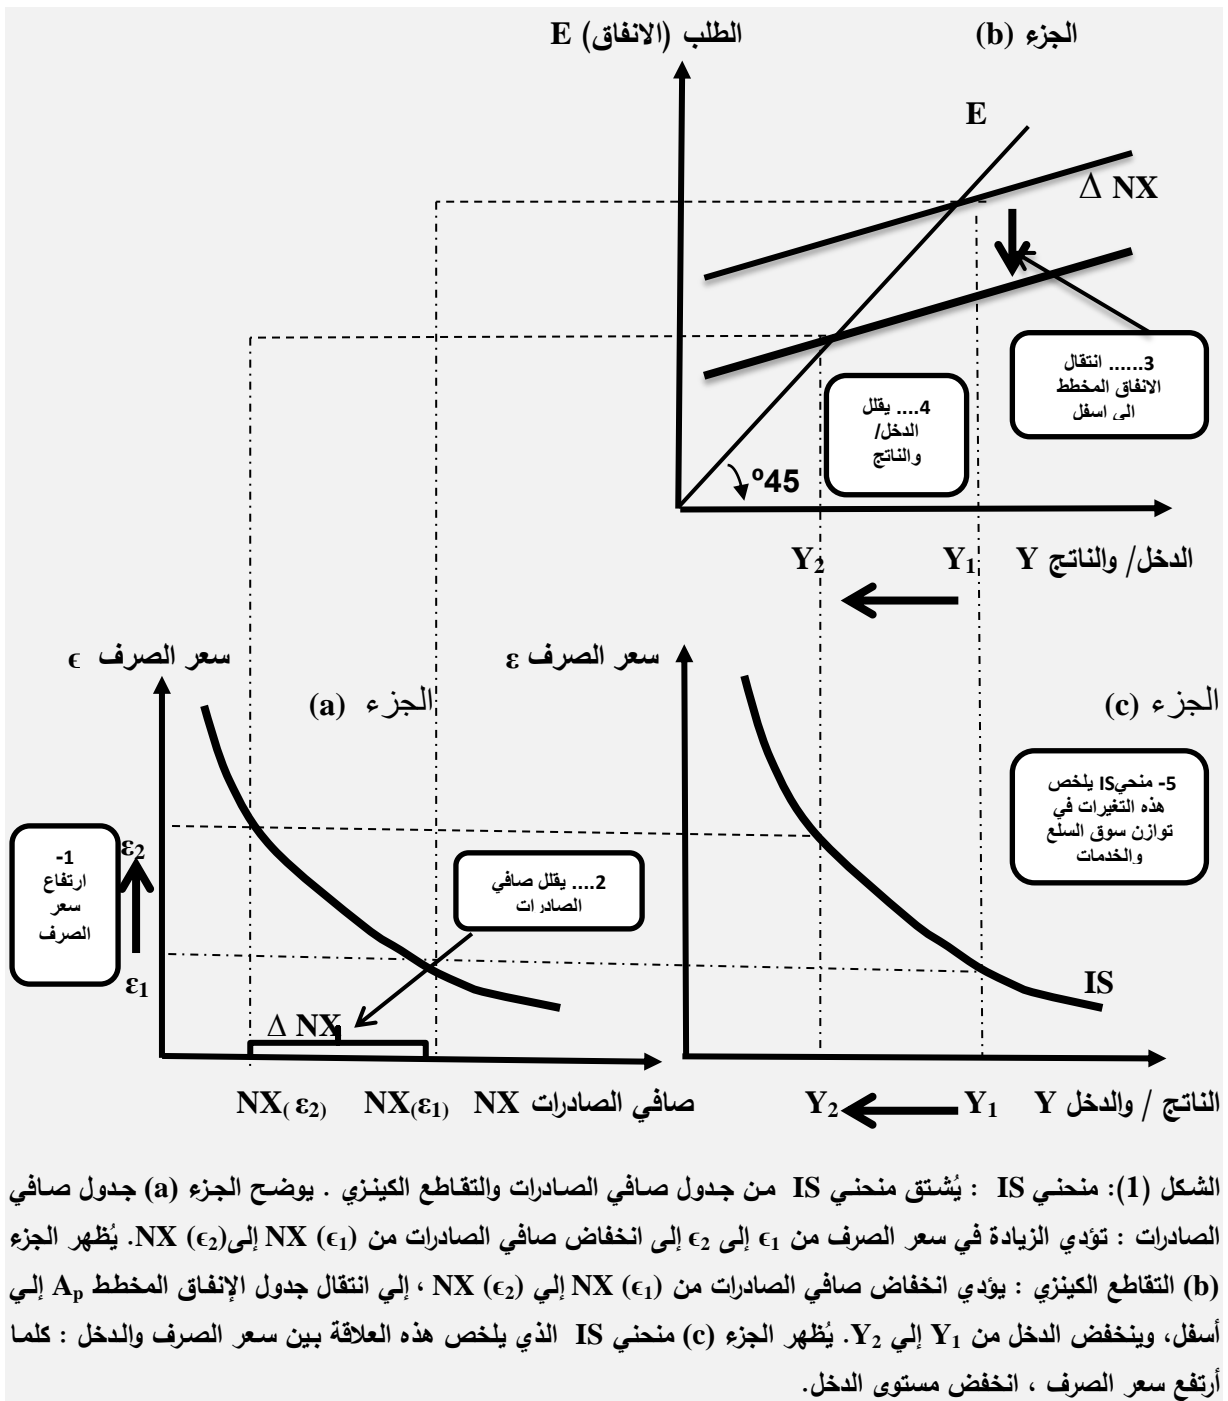 الطلب (الانفاق) E
الجزء (b)
E
Δ NX
3...... انتقال
الانفاق المخطط
الى اسفل
4.... يقلل
الدخل/
والناتج
º45
Y₂
Y₁
الدخل/ والناتج Y
سعر الصرف ϵ
الجزء (a)
سعر الصرف ε
الجزء (c)
5- منحيIS يلخص
هذه التغيرات في
توازن سوق السلع
والخدمات
1-
ارتفاع
سعر
الصرف
ε₂
ε₁
2.... يقلل صافي
الصادرات
Δ NX
IS
NX₍ ε₂₎
NX₍ε₁₎
صافي الصادرات NX
Y₂
Y₁
الناتج / والدخل Y
الشكل (1): منحني IS : يُشتق منحني IS من جدول صافي الصادرات والتقاطع الكينزي . يوضح الجزء (a) جدول صافي
الصادرات : تؤدي الزيادة في سعر الصرف من ϵ₁ إلى ϵ₂ إلى انخفاض صافي الصادرات من NX (ϵ₁) إلى NX (ϵ₂). يُظهر الجزء
(b) التقاطع الكينزي : يؤدي انخفاض صافي الصادرات من NX (ϵ₁) إلي NX (ϵ₂) ، إلي انتقال جدول الإنفاق المخطط Aₚ إلي
أسفل، وينخفض الدخل من Y₁ إلي Y₂. يُظهر الجزء (c) منحني IS الذي يلخص هذه العلاقة بين سعر الصرف والدخل : كلما
أرتفع سعر الصرف ، انخفض مستوى الدخل.